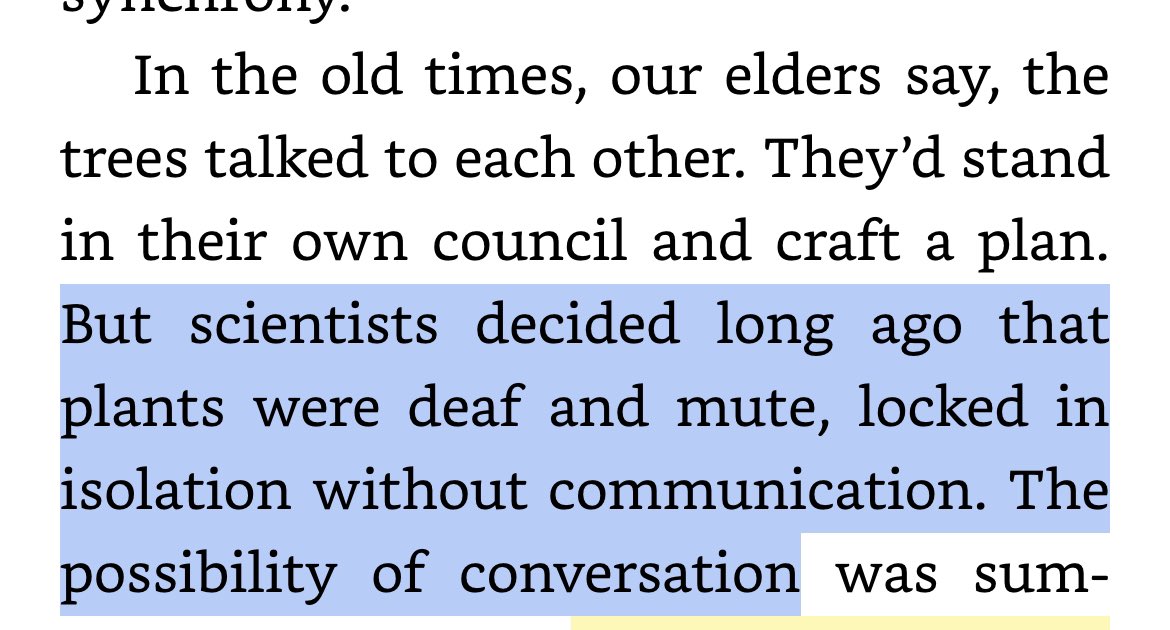 synchrony.
In the old times, our elders say, the
trees talked to each other. They’d stand
in their own council and craft a plan.
But scientists decided long ago that
plants were deaf and mute, locked in
isolation without communication. The
possibility of conversation was sum-